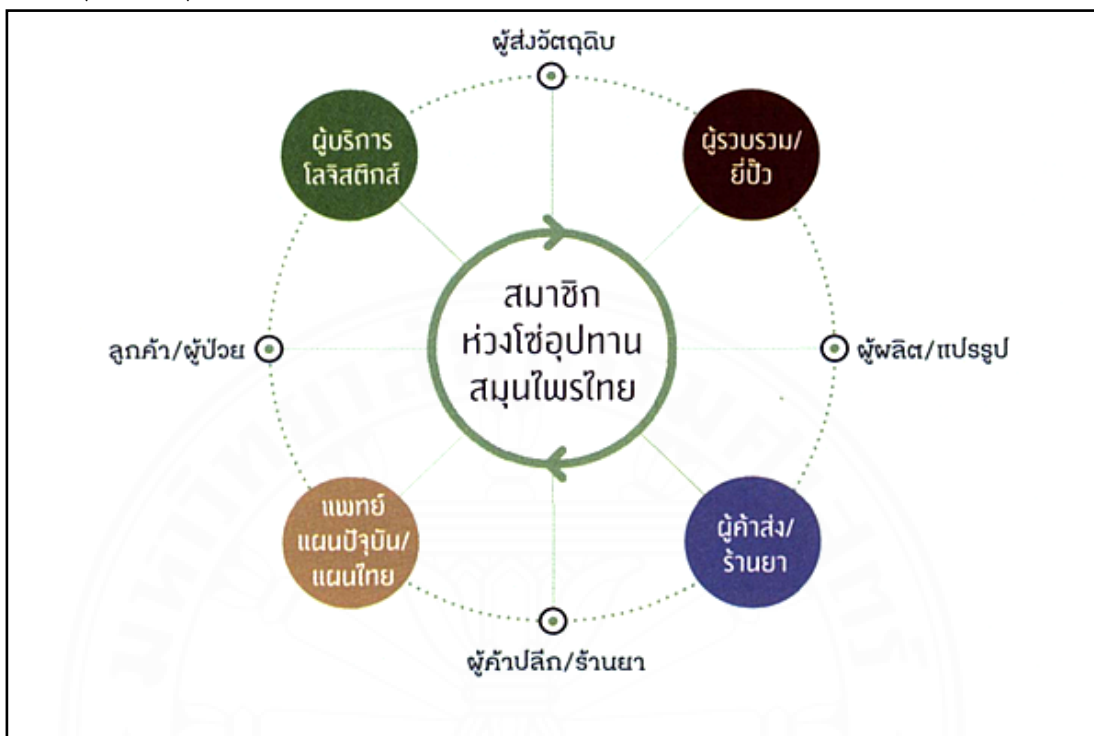 ผู้ส่งวัตถุดิบ
ผู้บริการ
โลจิสติกส์
ผู้รวบรวม/
ยี่ปั๊ว
สมาชิก
ห่วงโซ่อุปทาน
สมุนไพรไทย
ลูกค้า/ผู้ป่วย
ผู้ผลิต/แปรรูป
แพทย์
แผนปัจจุบัน/
แผนไทย
ผู้ค้าส่ง/
ร้านยา
ผู้ค้าปลีก/ร้านยา